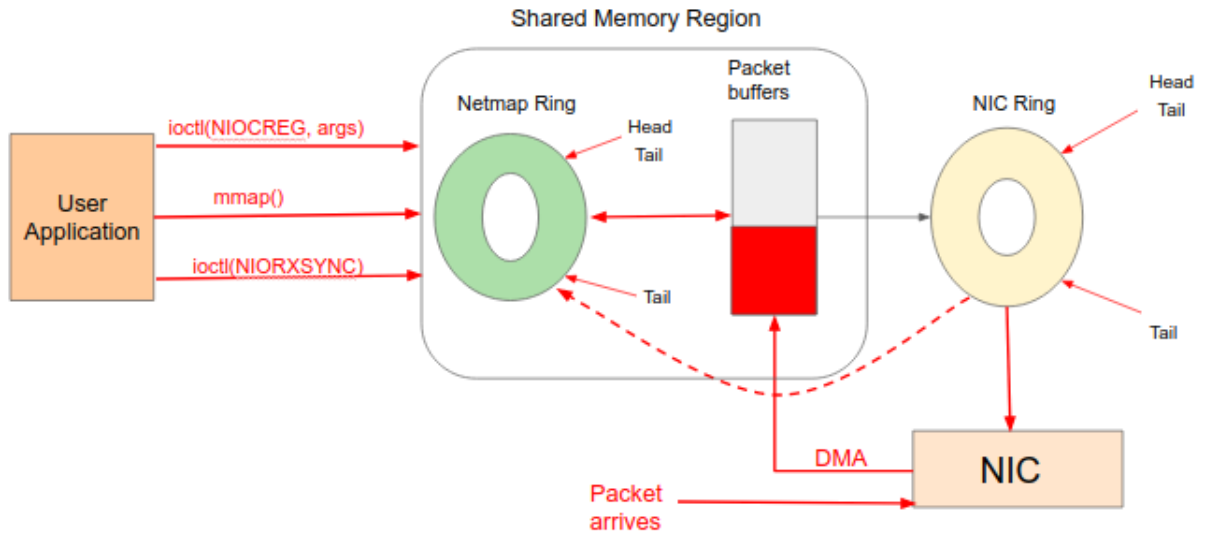 Shared Memory Region
Packet
buffers
Netmap Ring
NIC Ring
Head
Tail
Head
Tail
ioctl(NIOCREG, args)
User
Application
mmap()
ioctl(NIORXSYNC)
Tail
Tail
DMA
NIC
Packet
arrives